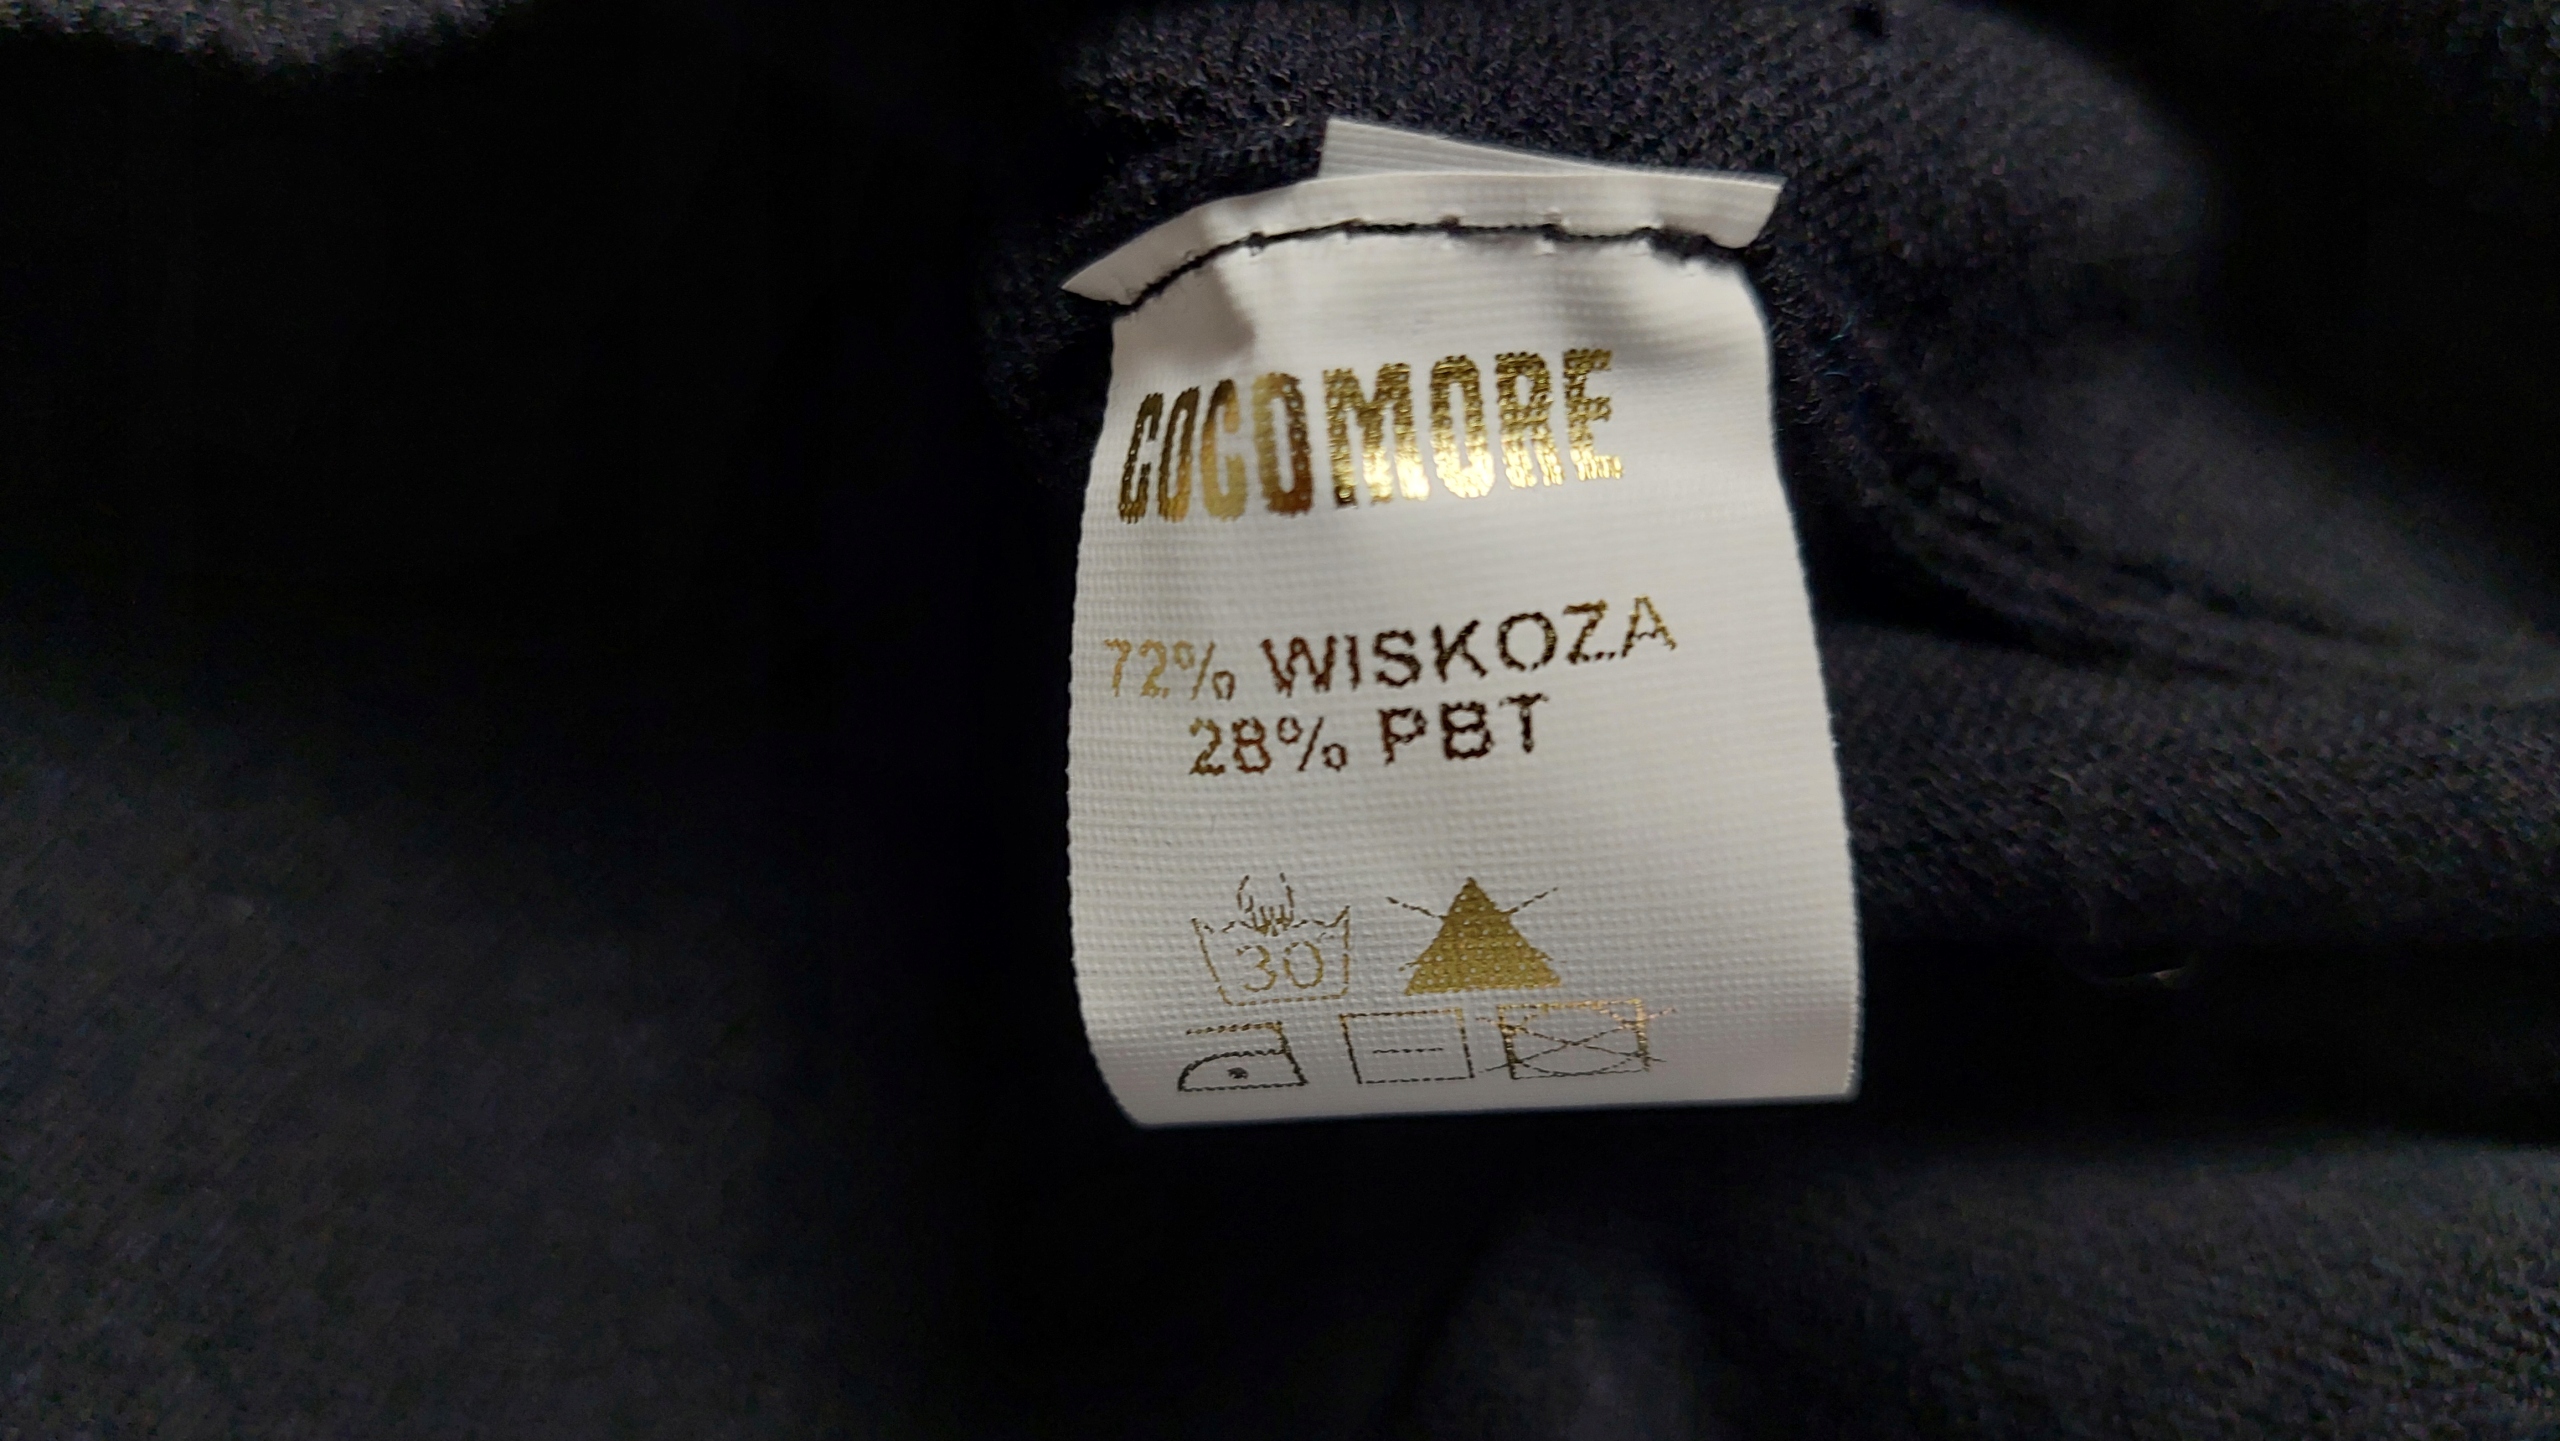 COCOMORE
72% WISKOZA
28% PBT
30